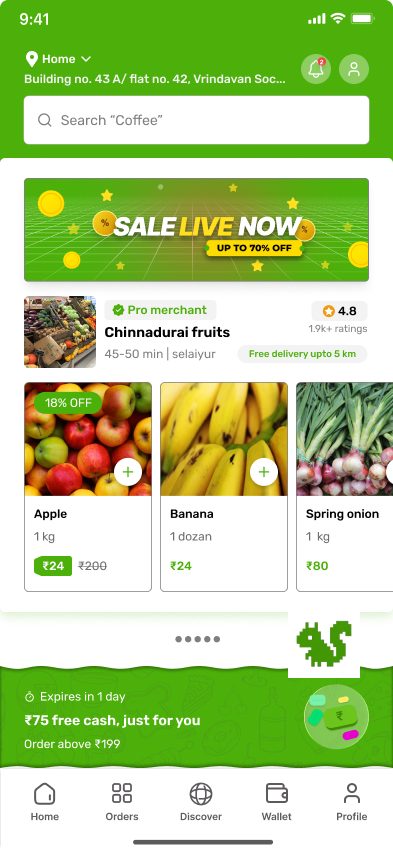 9:41
Home
Building no. 43 A/ flat no. 42, Vrindavan Soc...
2
Search “Coffee”
% SALE LIVE NOW %
UP TO 70% OFF
Pro merchant
4.8
Chinnadurai fruits
1.9k+ ratings
45-50 min | selaiyur
Free delivery upto 5 km
18% OFF
Apple
Banana
Spring onion
1 kg
1 dozan
1 kg
₹24 ₹200
₹24
₹80
Expires in 1 day
₹75 free cash, just for you
₹
Order above ₹199
Home
Orders
Discover
Wallet
Profile